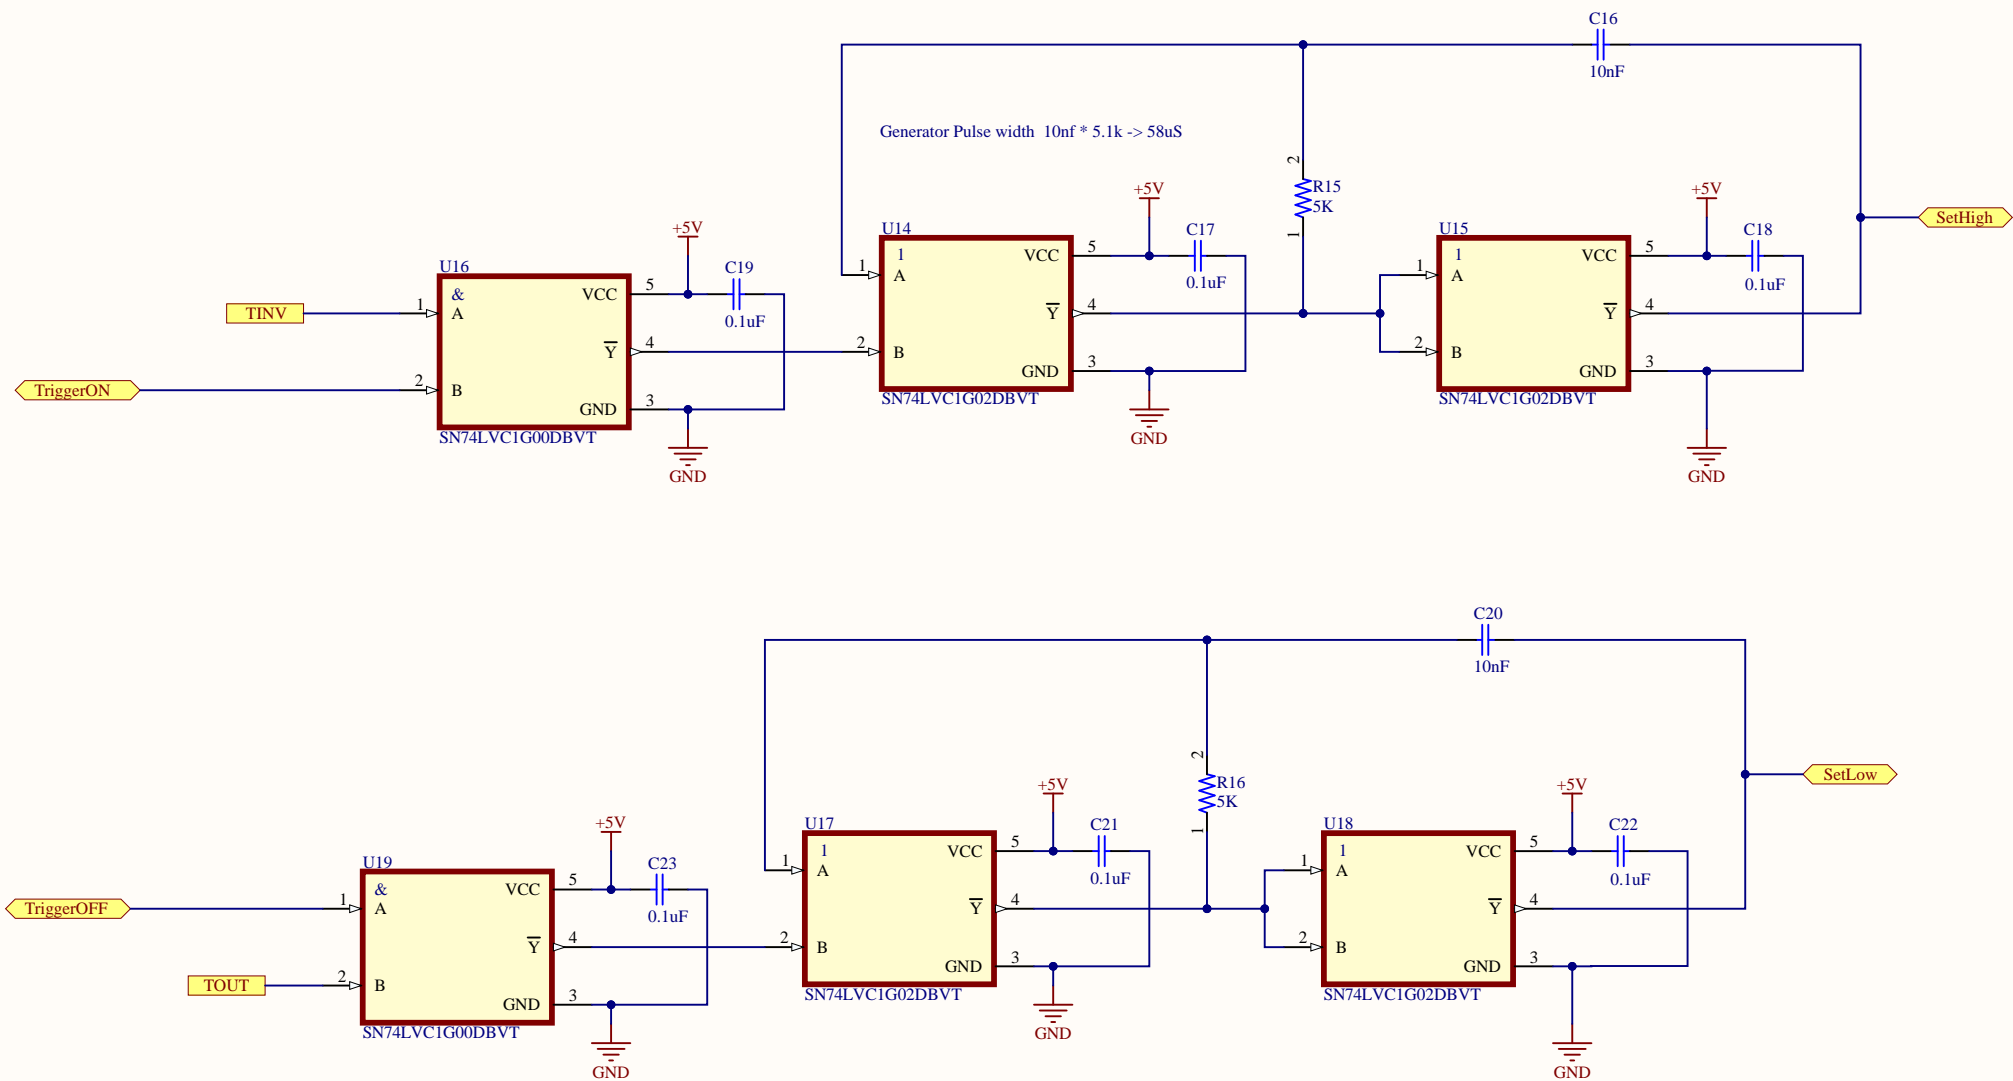 C16
10nF
Generator Pulse width  10nf * 5.1k -> 58uS
2
R15
5K
1
+5V
+5V
+5V
SetHigh
U14
C17
0.1uF
U15
C18
0.1uF
U16
C19
0.1uF
1
A
B
VCC
Y
GND
1
2
5
4
3
SN74LVC1G02DBVT
GND
1
A
B
VCC
Y
GND
1
2
5
4
3
SN74LVC1G02DBVT
GND
TINV
TriggerON
&
A
B
VCC
Y
GND
1
2
5
4
3
SN74LVC1G00DBVT
GND
C20
10nF
2
R16
5K
1
+5V
+5V
+5V
SetLow
U17
C21
0.1uF
U18
C22
0.1uF
U19
C23
0.1uF
1
A
B
VCC
Y
GND
1
2
5
4
3
SN74LVC1G02DBVT
GND
1
A
B
VCC
Y
GND
1
2
5
4
3
SN74LVC1G02DBVT
GND
TriggerOFF
TOUT
&
A
B
VCC
Y
GND
1
2
5
4
3
SN74LVC1G00DBVT
GND